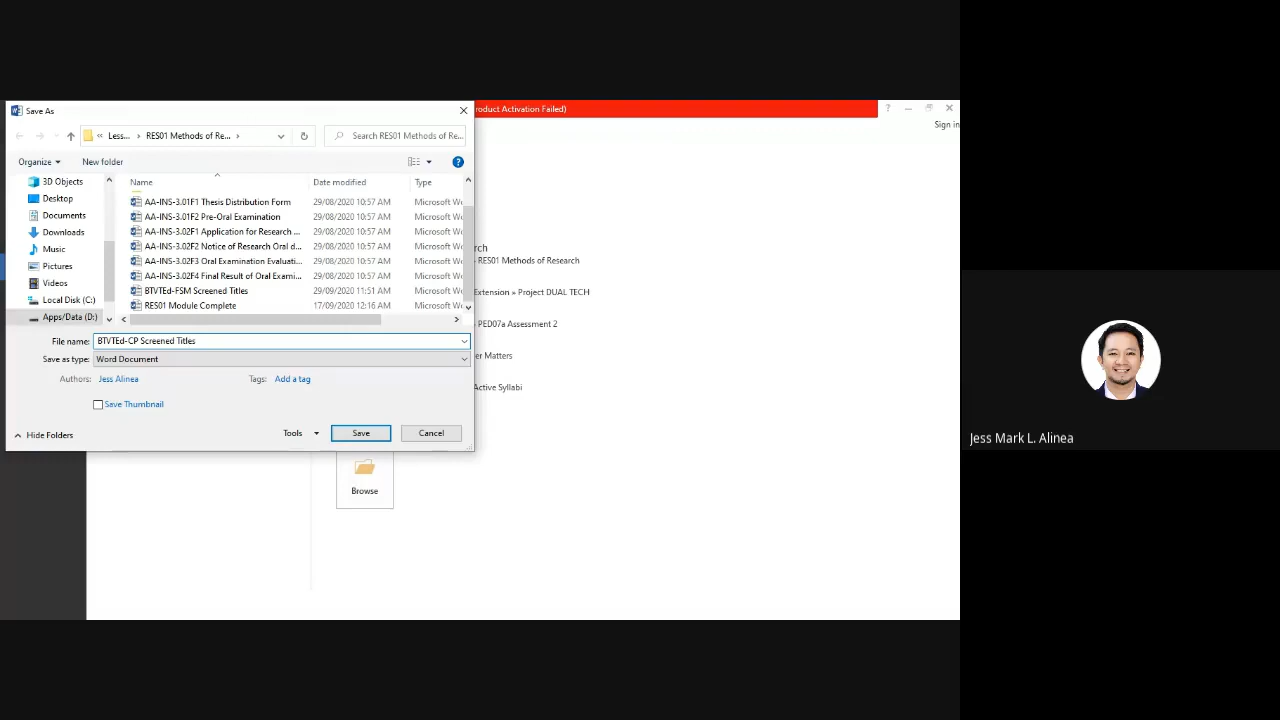 Save As
roduct Activation Failed)
?
Sign in
« Less... › RES01 Methods of Re... ›
Search RES01 Methods of Re...
Organize
New folder
?
Name Date modified Type
3D Objects
Desktop
Documents
Downloads
Music
Pictures
Videos
Local Disk (C:)
Apps/Data (D:)
AA-INS-3.01F1 Thesis Distribution Form 29/08/2020 10:57 AM Microsoft Wo
AA-INS-3.01F2 Pre-Oral Examination 29/08/2020 10:57 AM Microsoft Wo
AA-INS-3.02F1 Application for Research ... 29/08/2020 10:57 AM Microsoft Wo
AA-INS-3.02F2 Notice of Research Oral d... 29/08/2020 10:57 AM Microsoft Wo
AA-INS-3.02F3 Oral Examination Evaluati... 29/08/2020 10:57 AM Microsoft Wo
AA-INS-3.02F4 Final Result of Oral Exami... 29/08/2020 10:57 AM Microsoft Wo
BTVTEd-FSM Screened Titles 29/09/2020 11:51 AM Microsoft Wo
RES01 Module Complete 17/09/2020 12:16 AM Microsoft Wo
File name: BTVTEd-CP Screened Titles
Save as type: Word Document
Authors: Jess Alinea
Tags: Add a tag
Save Thumbnail
Hide Folders
Tools
Save
Cancel
rch
RES01 Methods of Research
Extension » Project DUAL TECH
PED07a Assessment 2
er Matters
Active Syllabi
Browse
Jess Mark L. Alinea